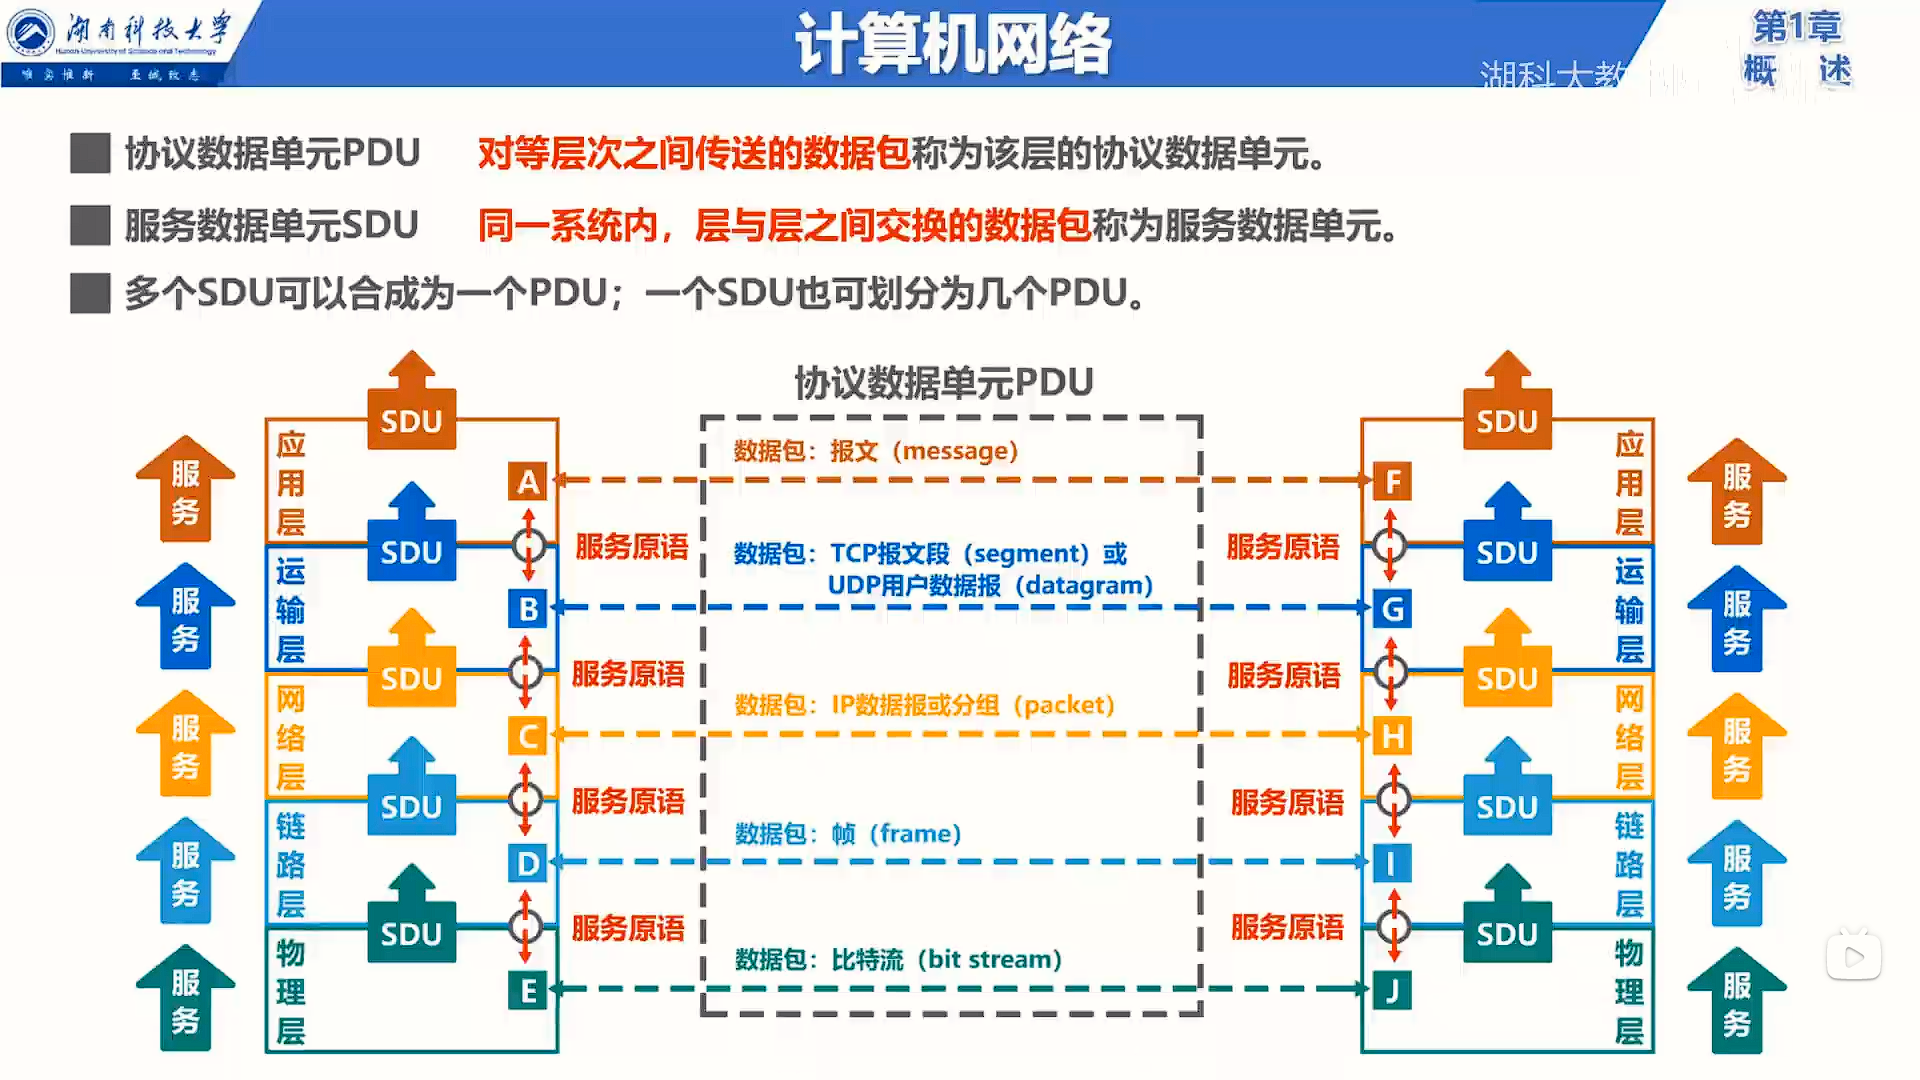 湖南科技大学
Hunan University of Science and Technology
唯实惟新 至诚致志
计算机网络
第1章
概 述
湖科大教
协议数据单元PDU 对等层次之间传送的数据包称为该层的协议数据单元。
服务数据单元SDU 同一系统内，层与层之间交换的数据包称为服务数据单元。
多个SDU可以合成为一个PDU；一个SDU也可划分为几个PDU。
协议数据单元PDU
服务
应用层
SDU
A
数据包：报文（message）
F
SDU
应用层
服务
服务原语
服务原语
服务
运输层
SDU
B
数据包：TCP报文段（segment）或
UDP用户数据报（datagram）
G
SDU
运输层
服务
服务原语
服务原语
服务
网络层
SDU
C
数据包：IP数据报或分组（packet）
H
SDU
网络层
服务
服务原语
服务原语
服务
链路层
SDU
D
数据包：帧（frame）
I
SDU
链路层
服务
服务原语
服务原语
服务
物理层
SDU
E
数据包：比特流（bit stream）
J
SDU
物理层
服务